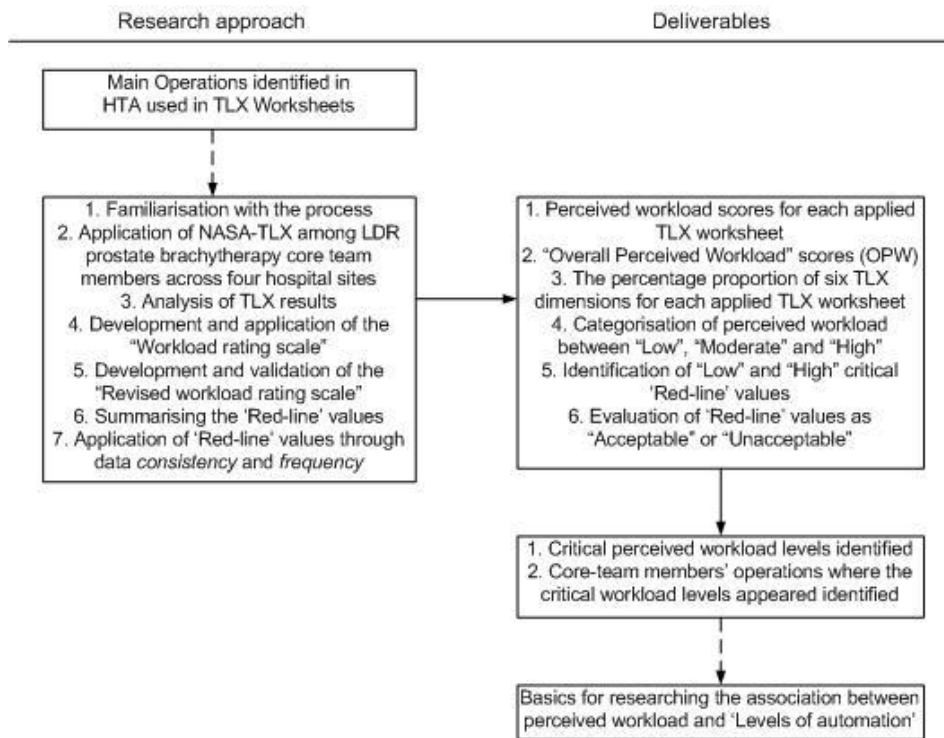 Research approach
Deliverables
Main Operations identified in
HTA used in TLX Worksheets
1. Familiarisation with the process
2. Application of NASA-TLX among LDR
prostate brachytherapy core team
members across four hospital sites
3. Analysis of TLX results
4. Development and application of the
“Workload rating scale”
5. Development and validation of the
“Revised workload rating scale”
6. Summarising the ‘Red-line’ values
7. Application of ‘Red-line’ values through
data consistency and frequency
1. Perceived workload scores for each applied
TLX worksheet
2. “Overall Perceived Workload” scores (OPW)
3. The percentage proportion of six TLX
dimensions for each applied TLX worksheet
4. Categorisation of perceived workload
between “Low”, “Moderate” and “High”
5. Identification of “Low” and “High” critical
‘Red-line’ values
6. Evaluation of ‘Red-line’ values as
“Acceptable” or “Unacceptable”
1. Critical perceived workload levels identified
2. Core-team members’ operations where the
critical workload levels appeared identified
Basics for researching the association between
perceived workload and ‘Levels of automation’